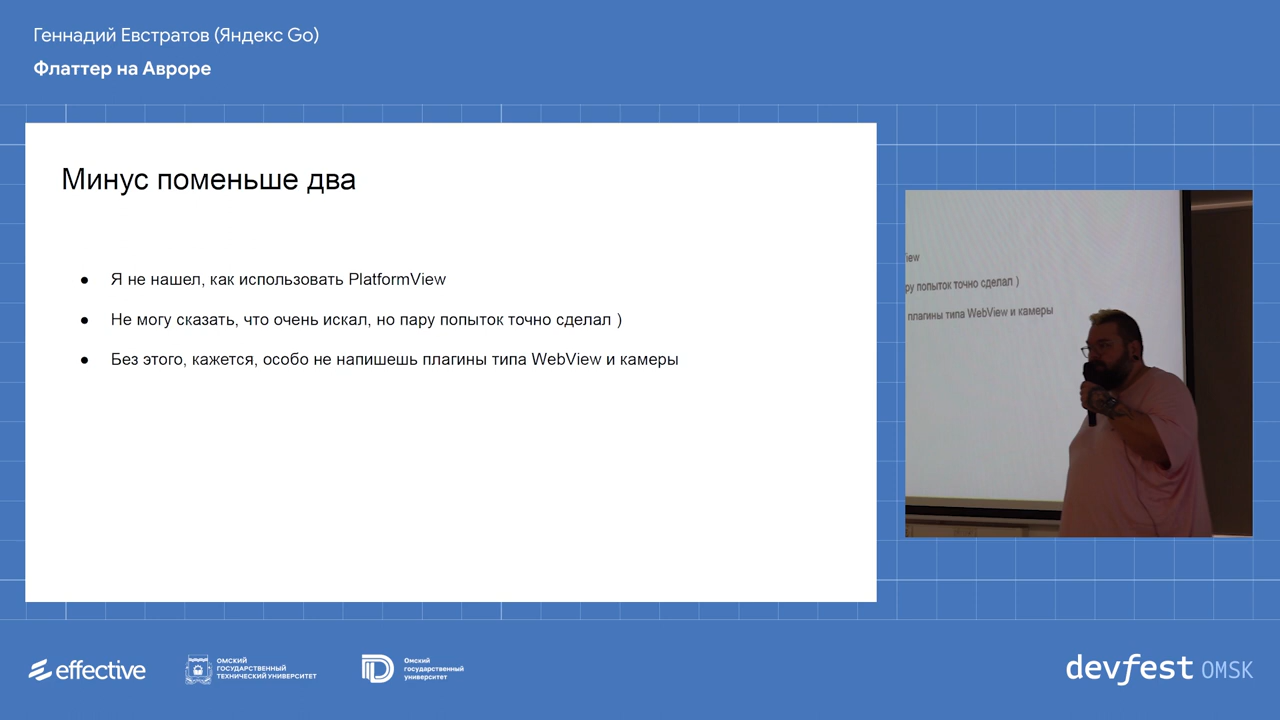 Геннадий Евстратов (Яндекс Go)
Флаттер на Авроре
Минус поменьше два
● Я не нашел, как использовать PlatformView
● Не могу сказать, что очень искал, но пару попыток точно сделал )
● Без этого, кажется, особо не напишешь плагины типа WebView и камеры
iew
ру попыток точно сделал )
плагины типа WebView и камеры
effective
ОМСКИЙ
ГОСУДАРСТВЕННЫЙ
ТЕХНИЧЕСКИЙ УНИВЕРСИТЕТ
Омский
государственный
университет
devfest OMSK